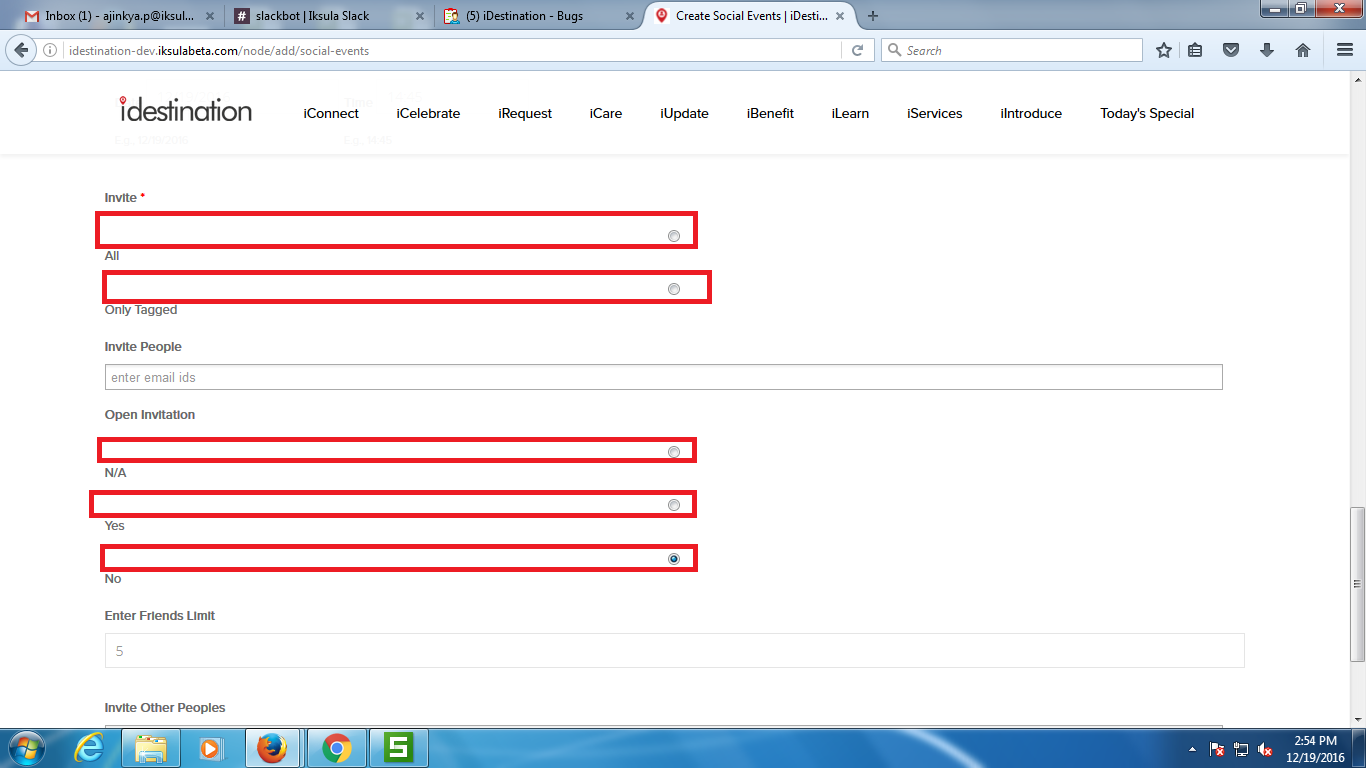 Inbox (1) - ajinkya.p@iksul...
slackbot | Iksula Slack
(5) iDestination - Bugs
Create Social Events | iDesti...
idestination-dev.iksulabeta.com/node/add/social-events
Search
idestination
iConnect
iCelebrate
iRequest
iCare
iUpdate
iBenefit
iLearn
iServices
iIntroduce
Today's Special
Time
E.g., 12/19/2016
E.g., 14:45
Invite *
All
Only Tagged
Invite People
enter email ids
Open Invitation
N/A
Yes
No
Enter Friends Limit
5
Invite Other Peoples
2:54 PM
12/19/2016